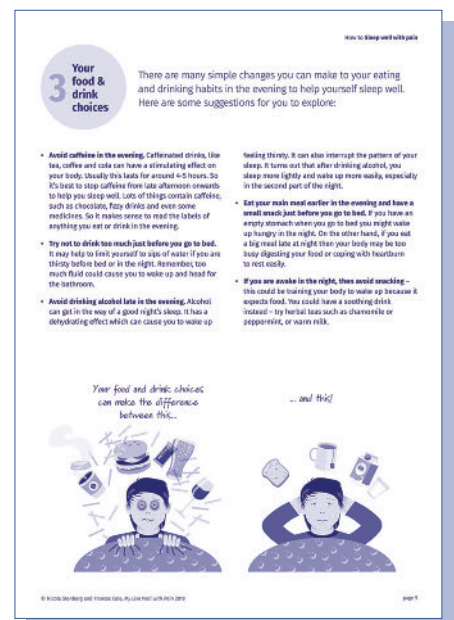 How to Sleep well with pain
3
Your
food &
drink
choices
There are many simple changes you can make to your eating
and drinking habits in the evening to help yourself sleep well.
Here are some suggestions for you to explore:
• Avoid caffeine in the evening. Caffeinated drinks, like
tea, coffee and cola can have a stimulating effect on
your body. Usually this lasts for around 4-5 hours. So
it's best to stop caffeine from late afternoon onwards
to help you sleep well. Lots of things contain caffeine,
such as chocolate, fizzy drinks and even some
medicines. So it makes sense to read the labels of
anything you eat or drink in the evening.
• Try not to drink too much just before you go to bed.
It may help to limit yourself to sips of water if you are
thirsty before bed or in the night. Remember, too
much fluid could cause you to wake up and head for
the bathroom.
• Avoid drinking alcohol late in the evening. Alcohol
can get in the way of a good night's sleep. It has a
dehydrating effect which can cause you to wake up
feeling thirsty. It can also interrupt the pattern of your
sleep. It turns out that after drinking alcohol, you
sleep more lightly and wake up more easily, especially
in the second part of the night.
• Eat your main meal earlier in the evening and have a
small snack just before you go to bed. If you have an
empty stomach when you go to bed you might wake
up hungry in the night. On the other hand, if you eat
a big meal late at night then your body may be too
busy digesting your food or coping with heartburn
to rest easily.
• If you are awake in the night, then avoid snacking –
this could be training your body to wake up because it
expects food. You could have a soothing drink
instead – try herbal teas such as chamomile or
peppermint, or warm milk.
Your food and drink choices
can make the difference
between this...
... and this!
© Nicola Stenberg and Frances Cole, My Live Well with Pain 2019
page 9